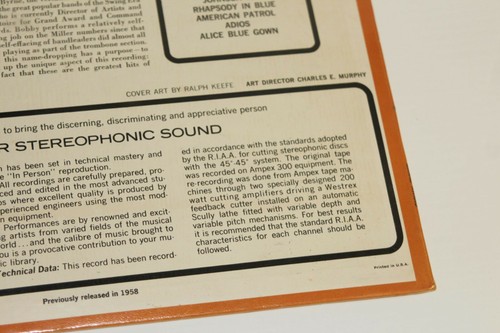 Byrne, the
the great popular bands of the Swing Era
is currently Director of Artists and
toire for Grand Award and Command
ds. Bobby performs a relatively self-
ng job on the Miller numbers since that
self-effacing of bandleaders did almost all
playing as part of the trombone section.
this name-dropping has a purpose—to
up the unique aspect of this recording:
fact that these are the greatest hits of
RHAPSODY IN BLUE
AMERICAN PATROL
ADIOS
ALICE BLUE GOWN
COVER ART BY RALPH KEEFE ART DIRECTOR CHARLES E. MURPHY
to bring the discerning, discriminating and appreciative person
R STEREOPHONIC SOUND
n has been set in technical mastery and
e "In Person" reproduction.
All recordings are carefully prepared, pro-
ced and edited in the most advanced stu-
os where excellent quality is produced by
perienced engineers using the most mod-
n equipment.
Performances are by renowned and excit-
g artists from varied fields of the musical
orld... and the calibre of music brought to
ou is a provocative contribution to your mu-
ic library.
Technical Data: This record has been record-
ed in accordance with the standards adopted
by the R.I.A.A. for cutting stereophonic discs
with the 45°-45° system. The original tape
was recorded on Ampex 300 equipment. The
re-recording was done from Ampex tape ma-
chines through two specially designed 200
watt cutting amplifiers driving a Westrex
feedback cutter installed on an automatic
Scully lathe fitted with variable depth and
variable pitch mechanisms. For best results
it is recommended that the standard R.I.A.A.
characteristics for each channel should be
followed.
Previously released in 1958
Printed in U.S.A.